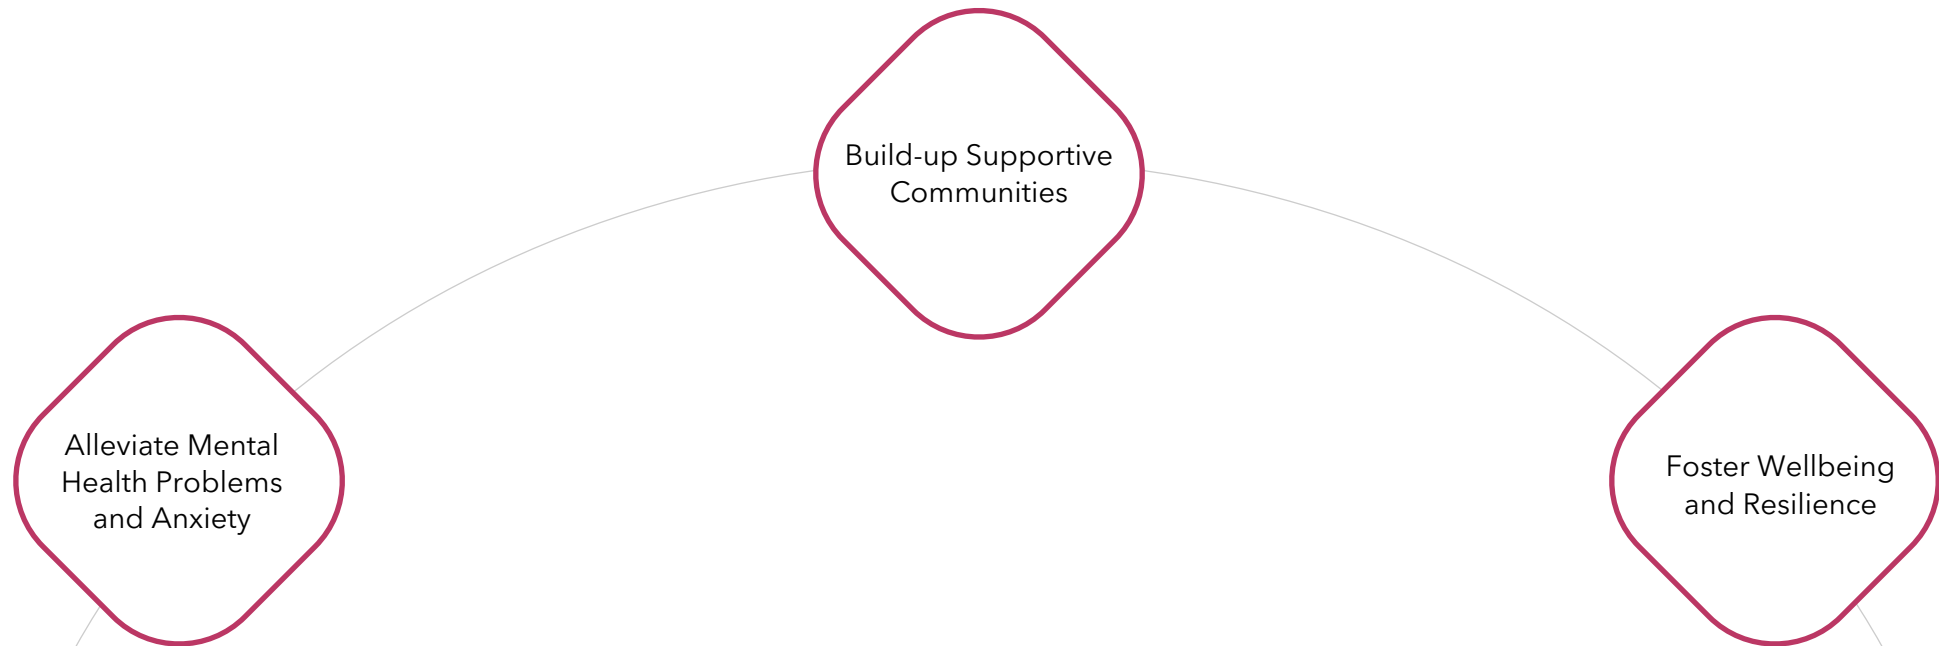 Build-up Supportive
Communities
Alleviate Mental
Health Problems
and Anxiety
Foster Wellbeing
and Resilience